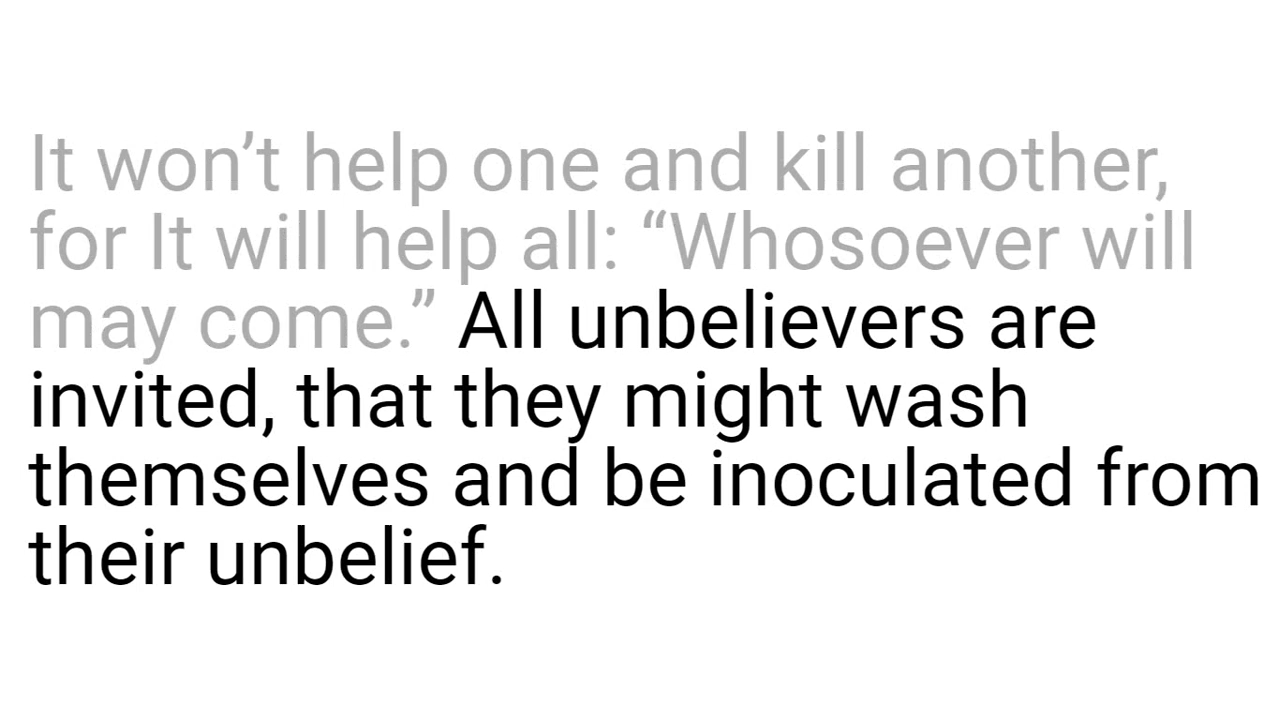 It won’t help one and kill another,
for It will help all: “Whosoever will
may come.” All unbelievers are
invited, that they might wash
themselves and be inoculated from
their unbelief.